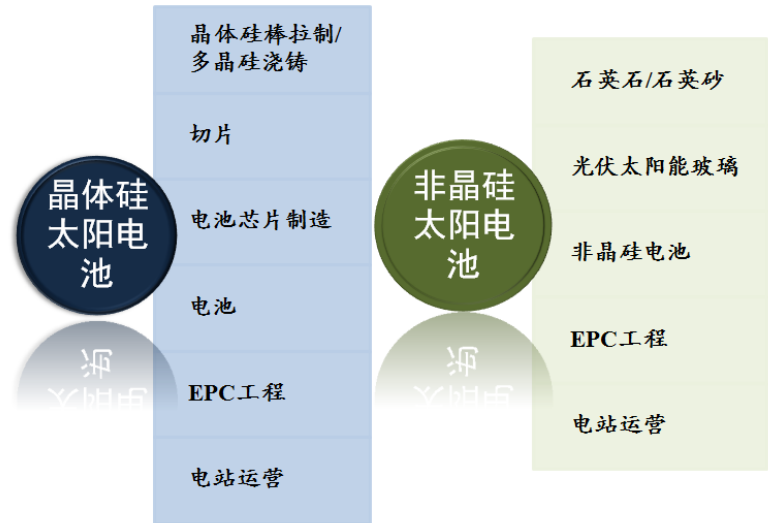 晶体硅
太阳电
池
晶体硅棒拉制/
多晶硅浇铸
切片
电池芯片制造
电池
EPC工程
电站运营
非晶硅
太阳电
池
石英石/石英砂
光伏太阳能玻璃
非晶硅电池
EPC工程
电站运营